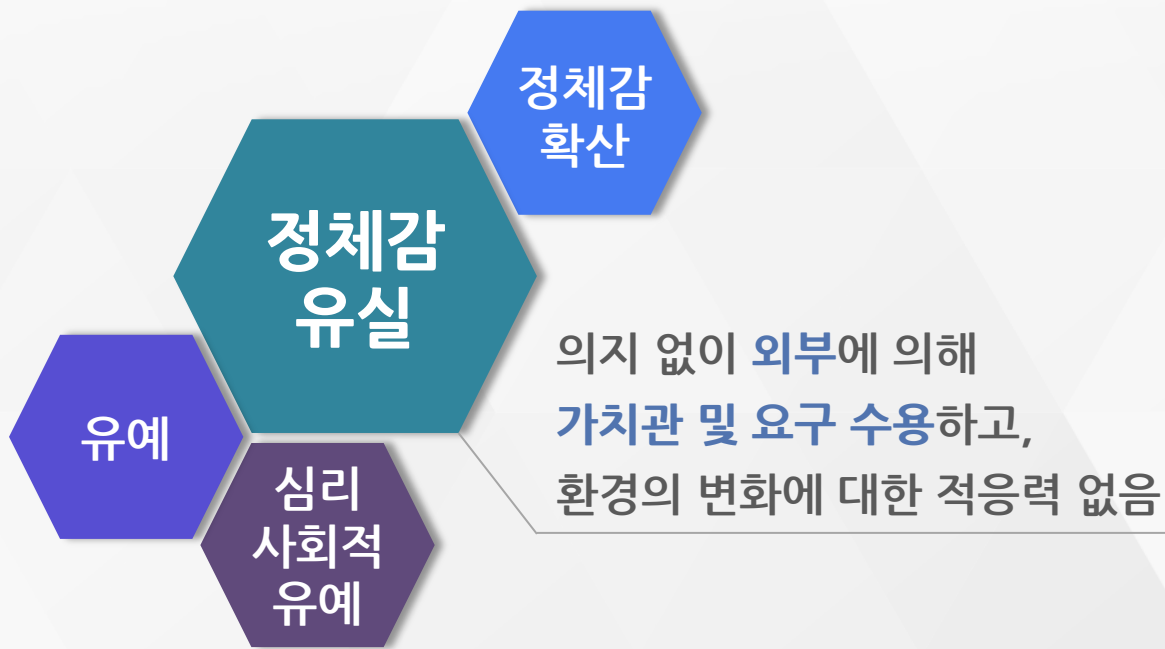 정체감
확산
정체감
유실
유예
심리
사회적
유예
의지 없이 외부에 의해
가치관 및 요구 수용하고,
환경의 변화에 대한 적응력 없음